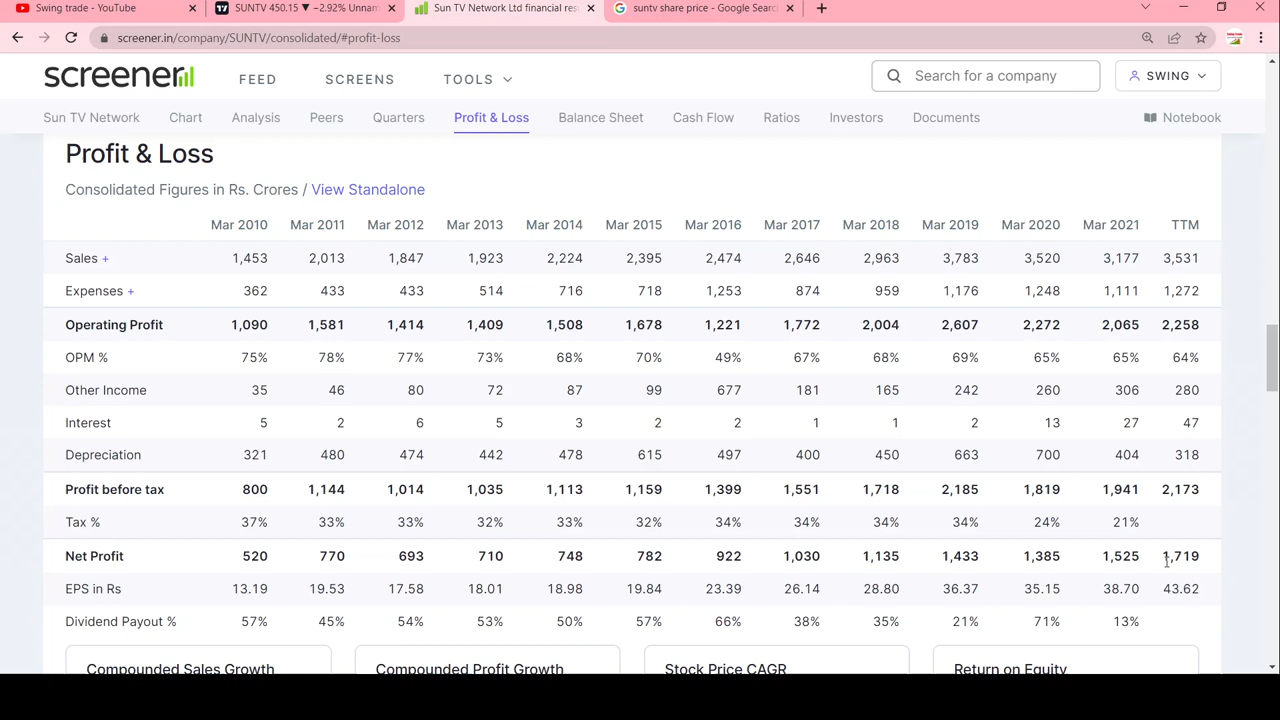 Swing trade - YouTube
SUNTV 450.15 ▼ −2.92% Unnam
Sun TV Network Ltd financial res
suntv share price - Google Searc
screener.in/company/SUNTV/consolidated/#profit-loss
screener
FEED
SCREENS
TOOLS
Search for a company
SWING
Sun TV Network
Chart
Analysis
Peers
Quarters
Profit & Loss
Balance Sheet
Cash Flow
Ratios
Investors
Documents
Notebook
Profit & Loss
Consolidated Figures in Rs. Crores / View Standalone
Mar 2010 Mar 2011 Mar 2012 Mar 2013 Mar 2014 Mar 2015 Mar 2016 Mar 2017 Mar 2018 Mar 2019 Mar 2020 Mar 2021 TTM
Sales + 1,453 2,013 1,847 1,923 2,224 2,395 2,474 2,646 2,963 3,783 3,520 3,177 3,531
Expenses + 362 433 433 514 716 718 1,253 874 959 1,176 1,248 1,111 1,272
Operating Profit 1,090 1,581 1,414 1,409 1,508 1,678 1,221 1,772 2,004 2,607 2,272 2,065 2,258
OPM % 75% 78% 77% 73% 68% 70% 49% 67% 68% 69% 65% 65% 64%
Other Income 35 46 80 72 87 99 677 181 165 242 260 306 280
Interest 5 2 6 5 3 2 2 1 1 2 13 27 47
Depreciation 321 480 474 442 478 615 497 400 450 663 700 404 318
Profit before tax 800 1,144 1,014 1,035 1,113 1,159 1,399 1,551 1,718 2,185 1,819 1,941 2,173
Tax % 37% 33% 33% 32% 33% 32% 34% 34% 34% 34% 24% 21%
Net Profit 520 770 693 710 748 782 922 1,030 1,135 1,433 1,385 1,525 1,719
EPS in Rs 13.19 19.53 17.58 18.01 18.98 19.84 23.39 26.14 28.80 36.37 35.15 38.70 43.62
Dividend Payout % 57% 45% 54% 53% 50% 57% 66% 38% 35% 21% 71% 13%
Compounded Sales Growth
Compounded Profit Growth
Stock Price CAGR
Return on Equity